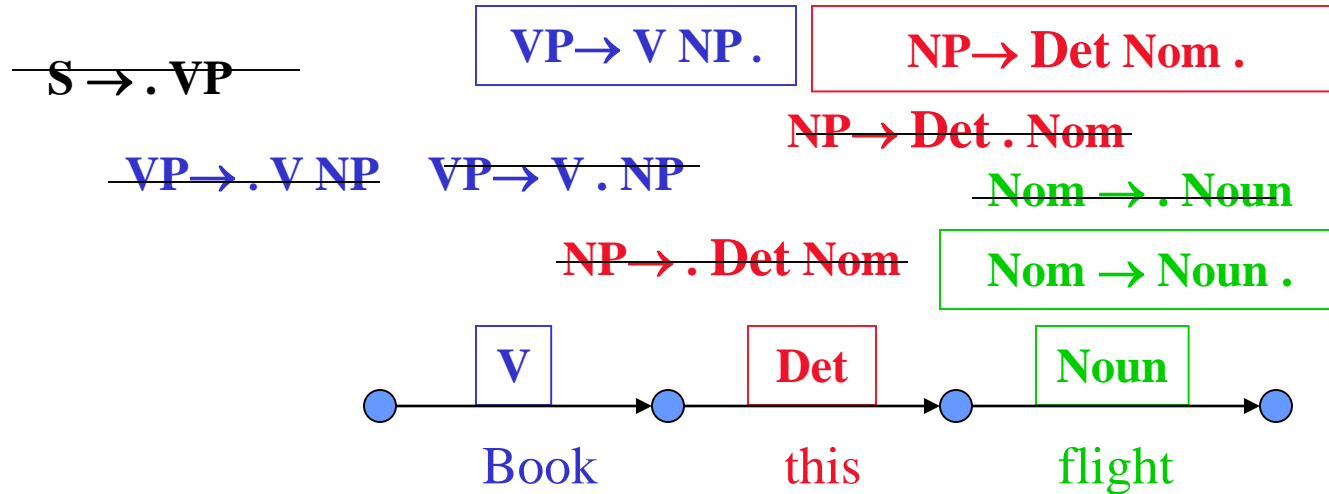 VP→ V NP .
NP→ Det Nom .
S → . VP
NP→ Det . Nom
VP→ . V NP
VP→ V . NP
Nom → . Noun
NP→ . Det Nom
Nom → Noun .
V
Det
Noun
Book
this
flight